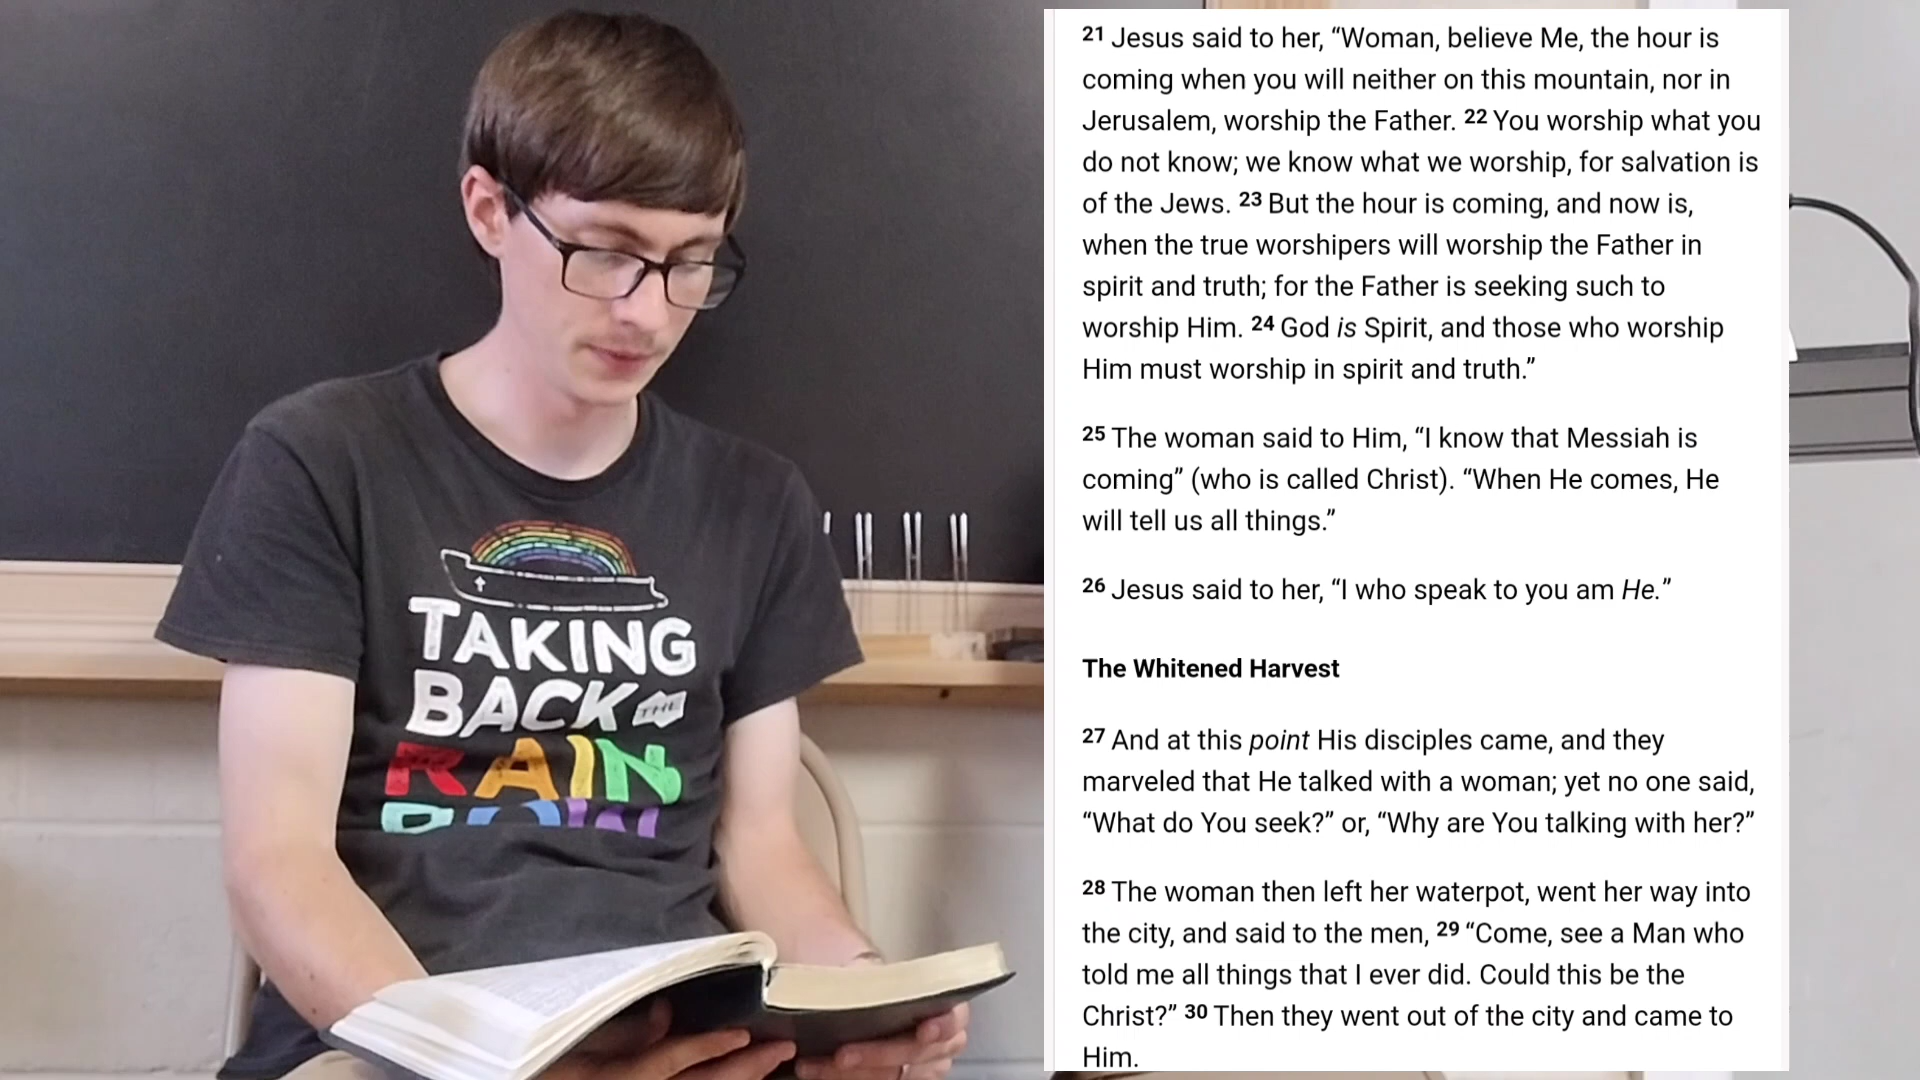 TAKING
BACK THE
RAIN
BOW
21 Jesus said to her, “Woman, believe Me, the hour is
coming when you will neither on this mountain, nor in
Jerusalem, worship the Father. 22 You worship what you
do not know; we know what we worship, for salvation is
of the Jews. 23 But the hour is coming, and now is,
when the true worshipers will worship the Father in
spirit and truth; for the Father is seeking such to
worship Him. 24 God is Spirit, and those who worship
Him must worship in spirit and truth.”
25 The woman said to Him, “I know that Messiah is
coming” (who is called Christ). “When He comes, He
will tell us all things.”
26 Jesus said to her, “I who speak to you am He.”
The Whitened Harvest
27 And at this point His disciples came, and they
marveled that He talked with a woman; yet no one said,
“What do You seek?” or, “Why are You talking with her?”
28 The woman then left her waterpot, went her way into
the city, and said to the men, 29 “Come, see a Man who
told me all things that I ever did. Could this be the
Christ?” 30 Then they went out of the city and came to
Him.